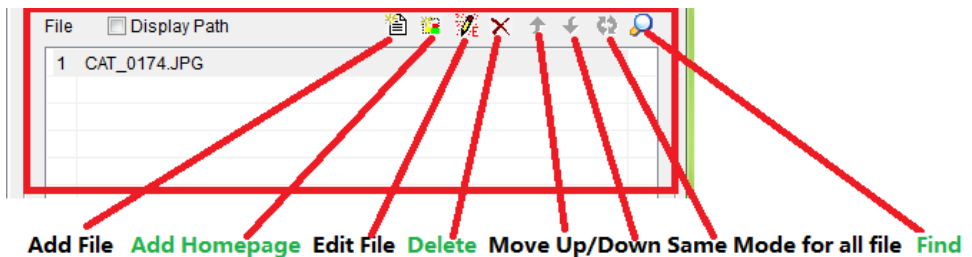 File Display Path
1 CAT_0174.JPG
Add File Add Homepage Edit File Delete Move Up/Down Same Mode for all file Find